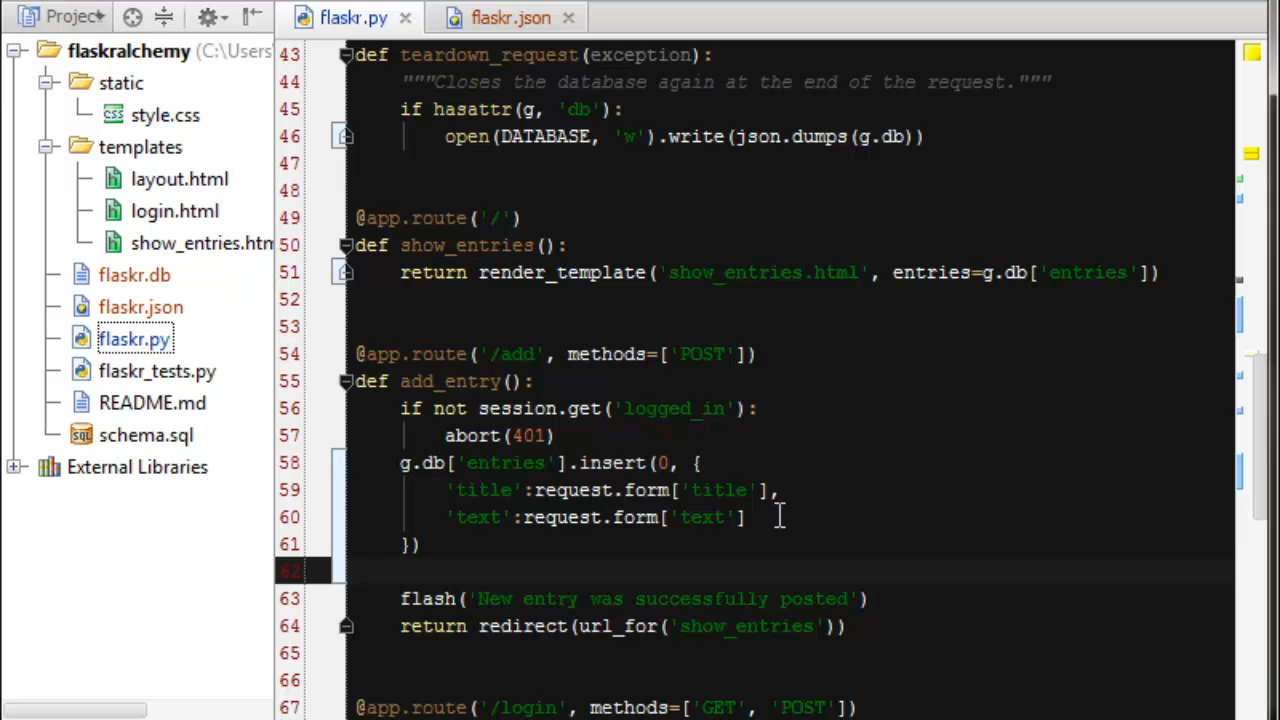 Project
flaskr.py
flaskr.json
flaskralchemy (C:\Users
static
style.css
templates
layout.html
login.html
show_entries.htm
flaskr.db
flaskr.json
flaskr.py
flaskr_tests.py
README.md
schema.sql
External Libraries
43 def teardown_request(exception):
44 """Closes the database again at the end of the request."""
45 if hasattr(g, 'db'):
46 open(DATABASE, 'w').write(json.dumps(g.db))
47
48
49 @app.route('/')
50 def show_entries():
51 return render_template('show_entries.html', entries=g.db['entries'])
52
53
54 @app.route('/add', methods=['POST'])
55 def add_entry():
56 if not session.get('logged_in'):
57 abort(401)
58 g.db['entries'].insert(0, {
59 'title':request.form['title'],
60 'text':request.form['text']
61 })
62
63 flash('New entry was successfully posted')
64 return redirect(url_for('show_entries'))
65
66
67 @app.route('/login', methods=['GET', 'POST'])